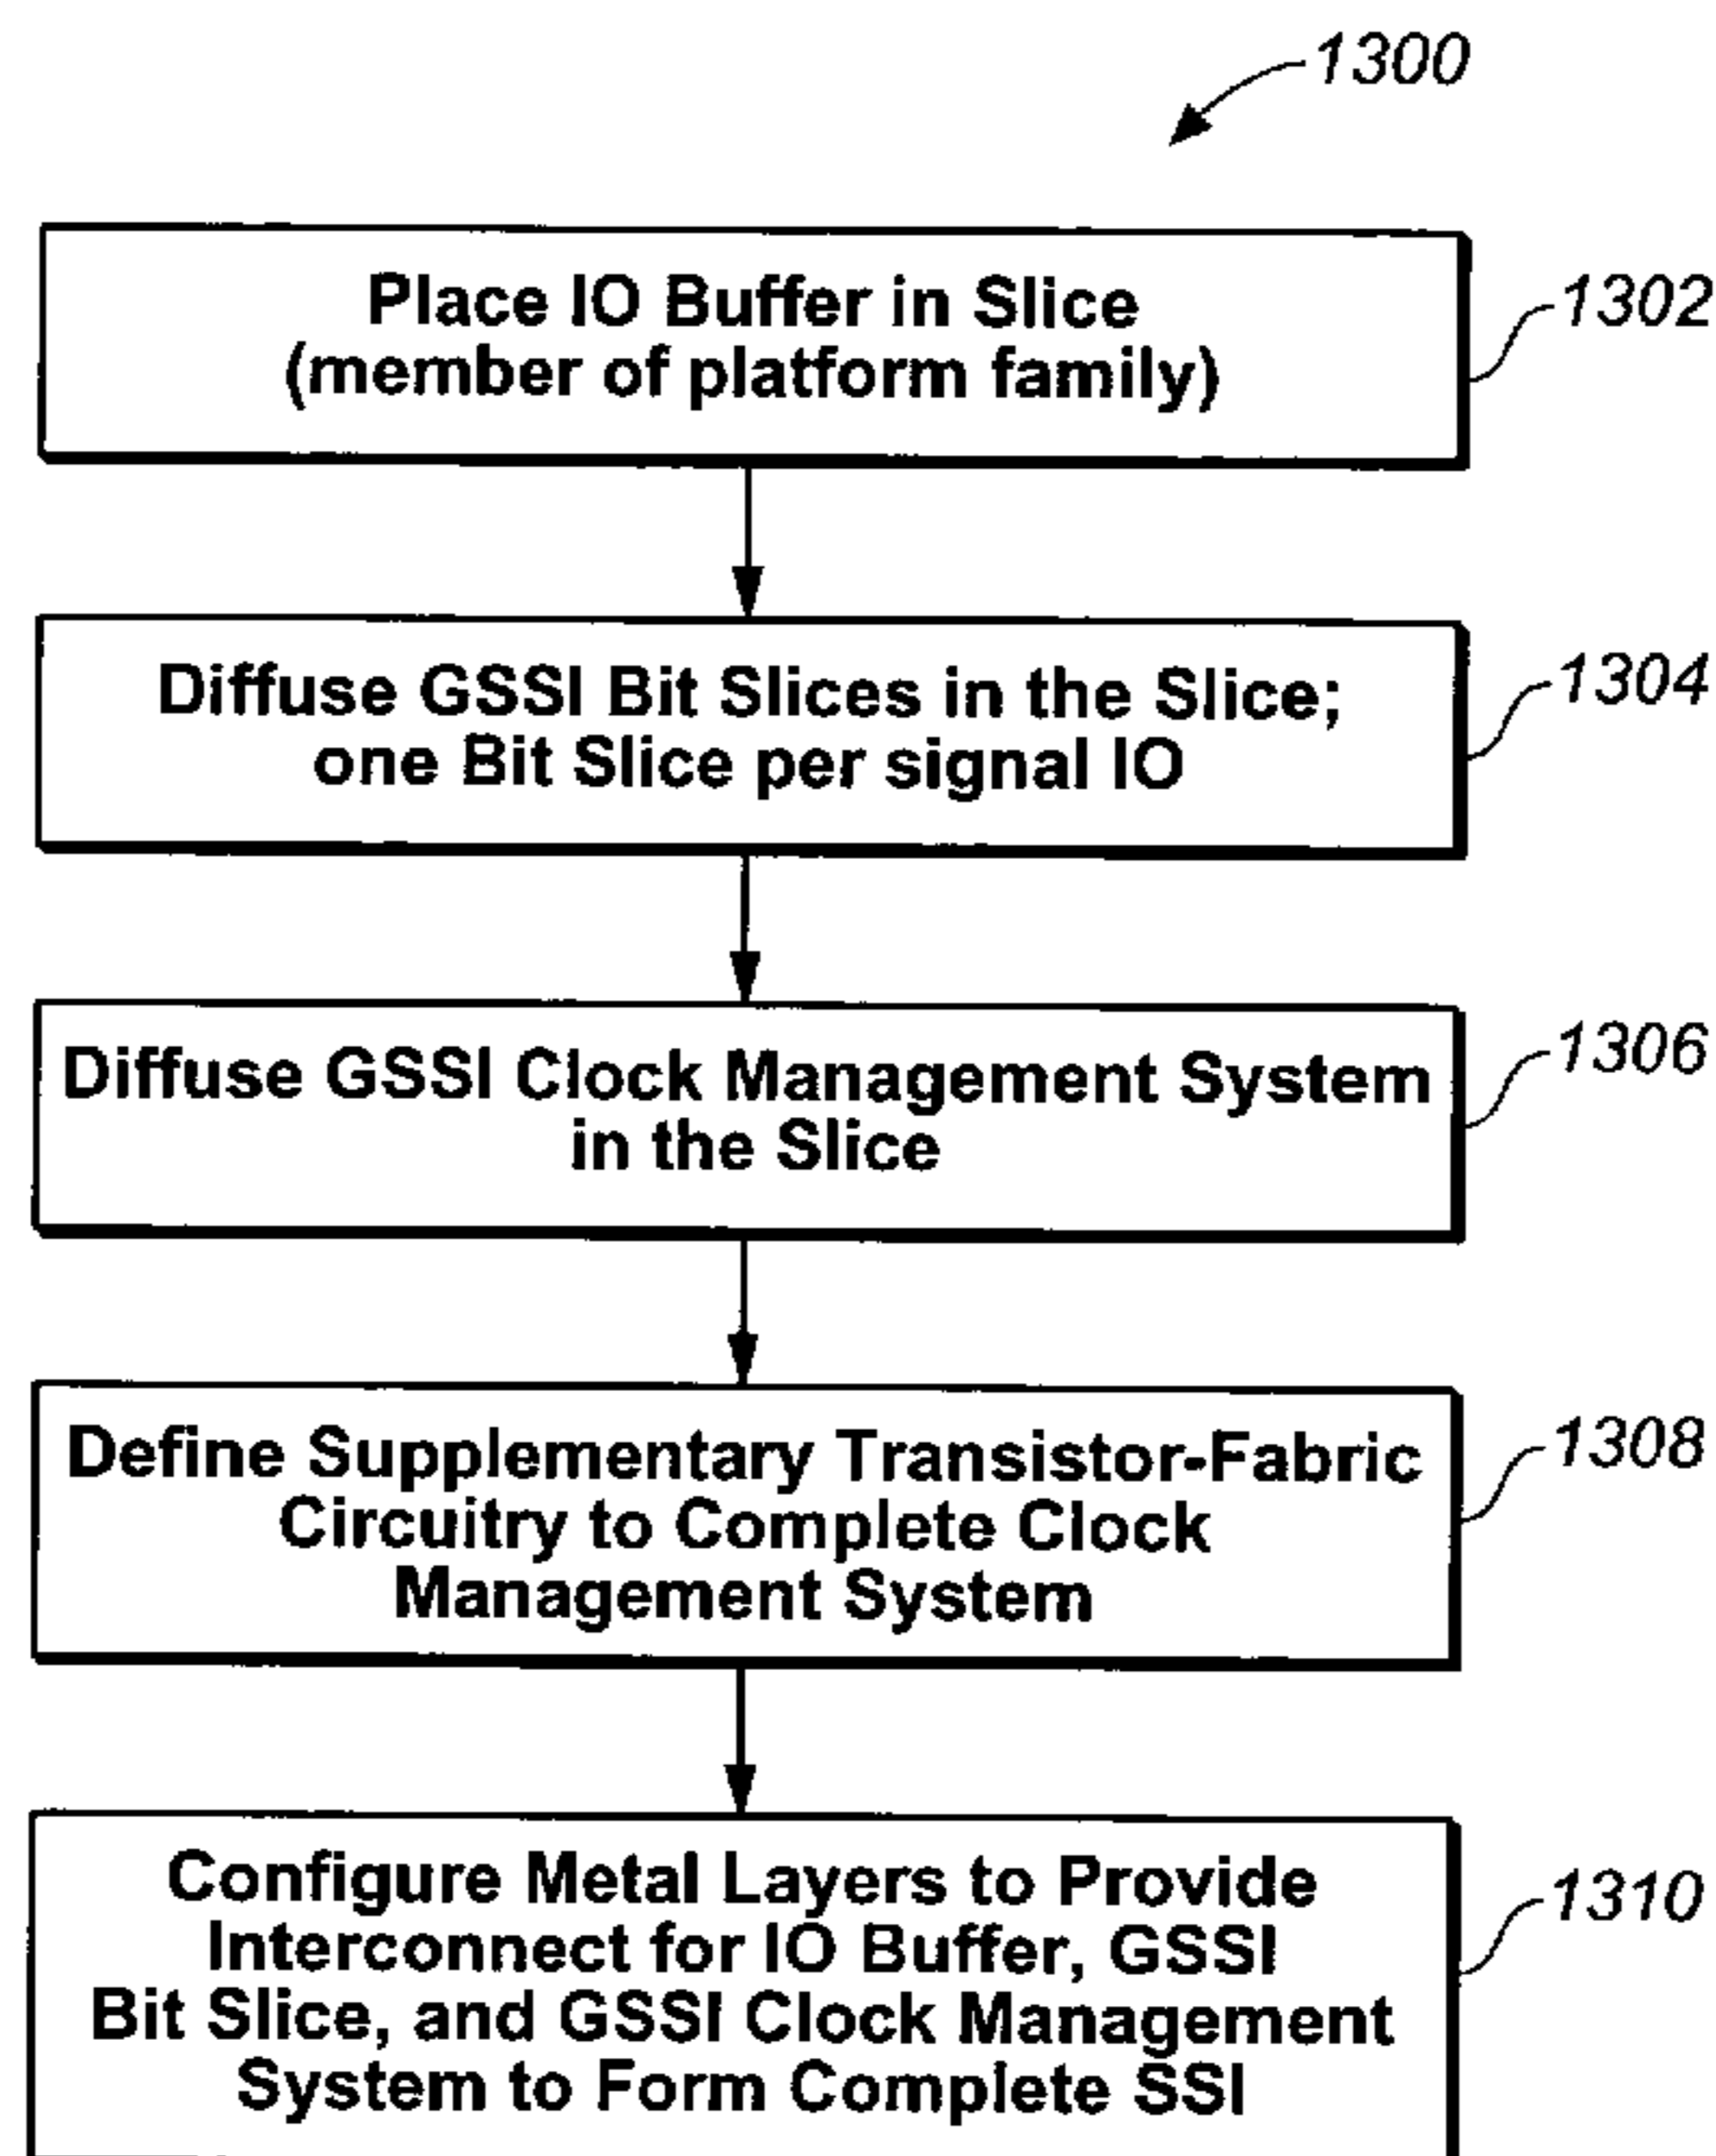 1300
Place IO Buffer in Slice
(member of platform family)
1302
Diffuse GSSI Bit Slices in the Slice;
one Bit Slice per signal IO
1304
Diffuse GSSI Clock Management System
in the Slice
1306
Define Supplementary Transistor-Fabric
Circuitry to Complete Clock
Management System
1308
Configure Metal Layers to Provide
Interconnect for IO Buffer, GSSI
Bit Slice, and GSSI Clock Management
System to Form Complete SSI
1310